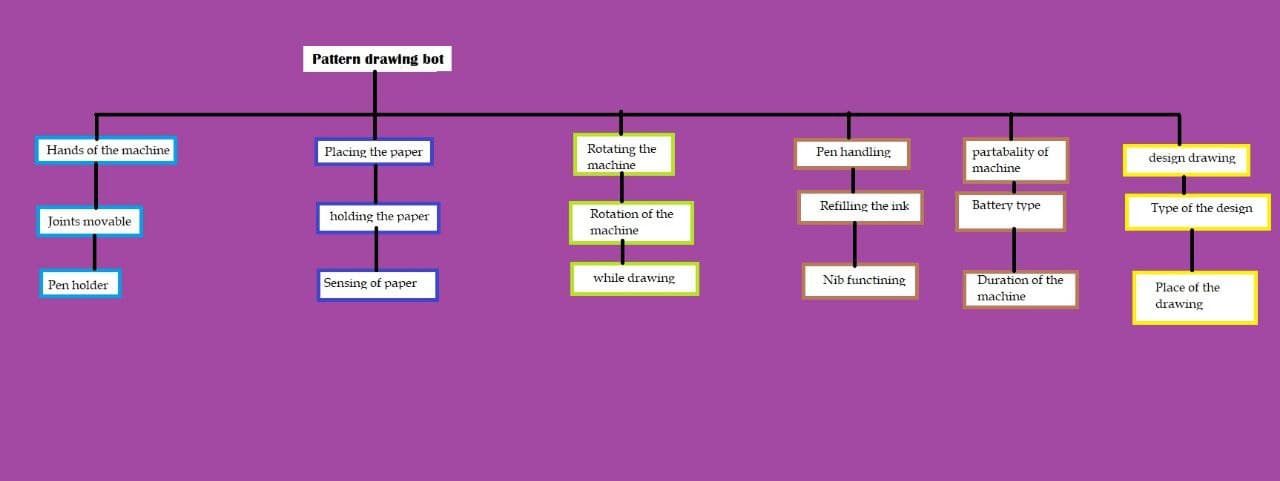 Pattern drawing bot
Hands of the machine
Joints movable
Pen holder
Placing the paper
holding the paper
Sensing of paper
Rotating the
machine
Rotation of the
machine
while drawing
Pen handling
Refilling the ink
Nib functining
partabality of
machine
Battery type
Duration of the
machine
design drawing
Type of the design
Place of the
drawing